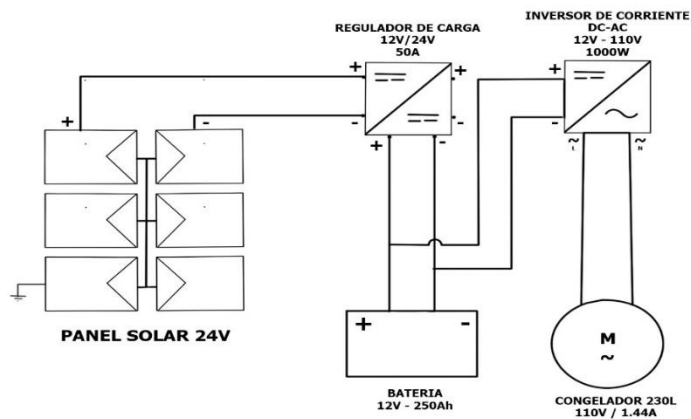 REGULADOR DE CARGA
12V/24V
50A
INVERSOR DE CORRIENTE
DC-AC
12V - 110V
1000W
+
+
+
+
-
-
-
-
+
-
~
L
~
N
PANEL SOLAR 24V
+
-
BATERIA
12V - 250Ah
M
~
CONGELADOR 230L
110V / 1.44A